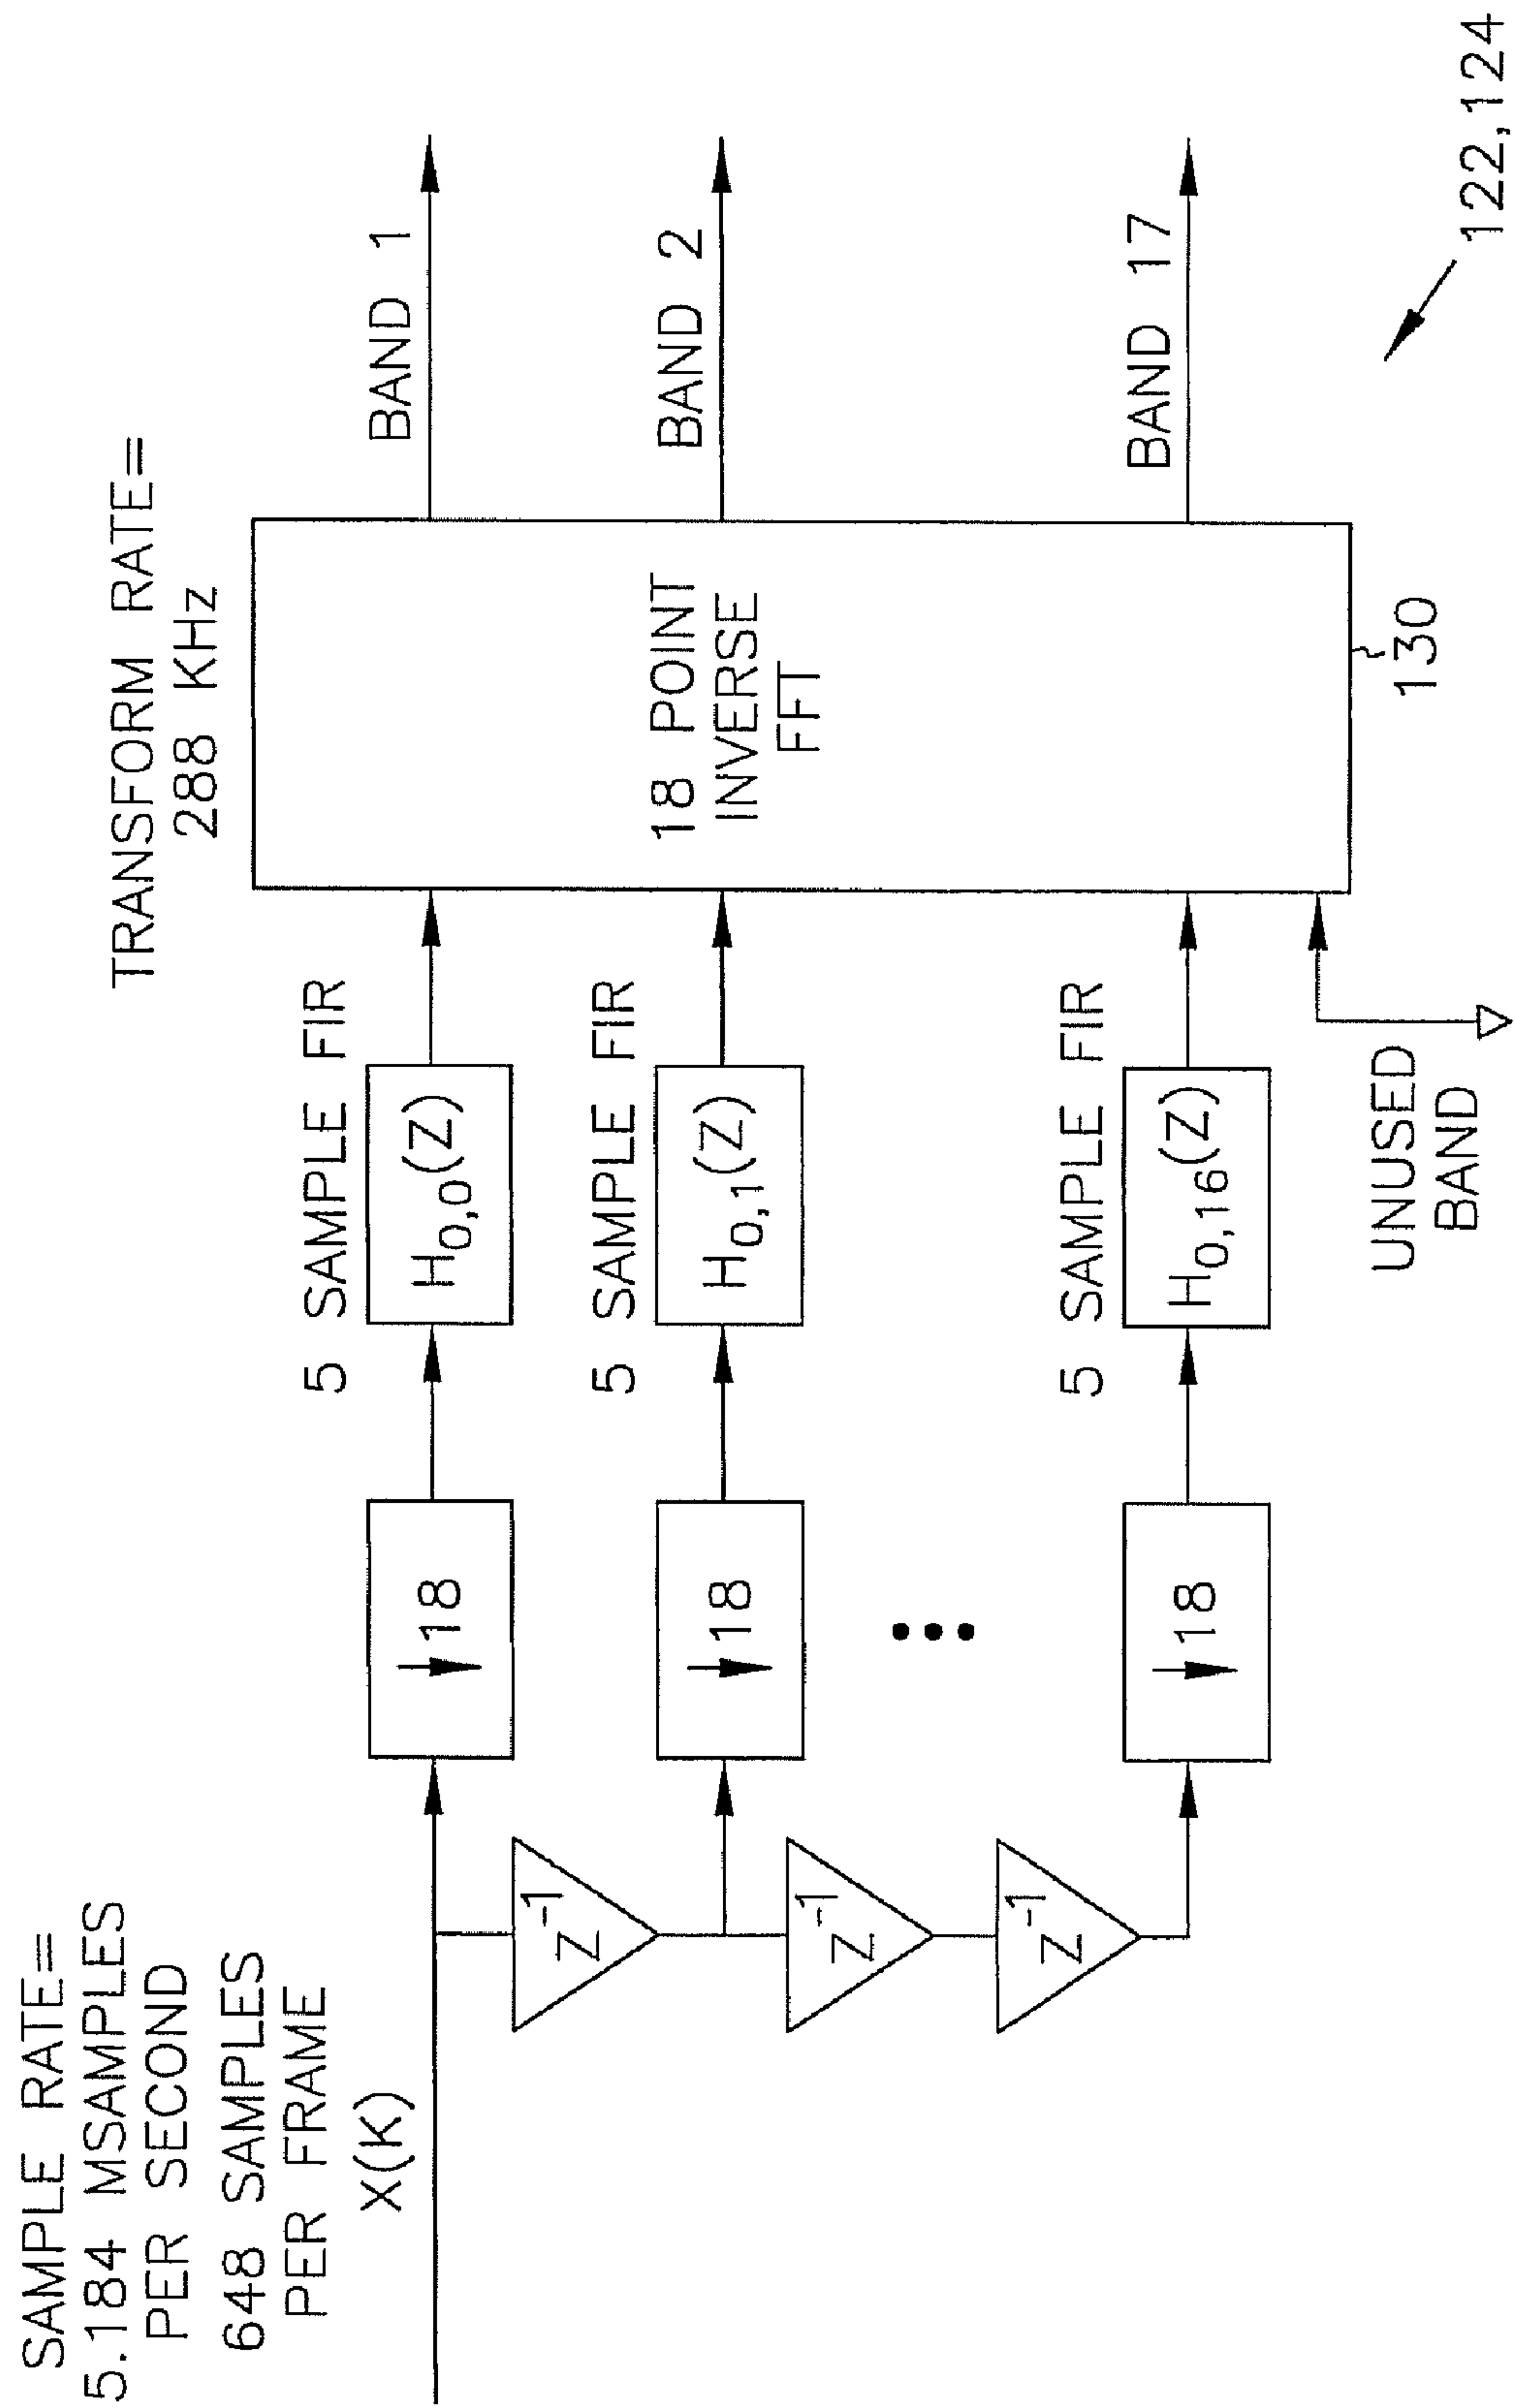 SAMPLE RATE=
5.184 MSAMPLES
PER SECOND
648 SAMPLES
PER FRAME
X(K)
Z-1
Z-1
Z-1
↓18
↓18
↓18
5 SAMPLE FIR
H0,0(Z)
5 SAMPLE FIR
H0,1(Z)
5 SAMPLE FIR
H0,16(Z)
UNUSED
BAND
TRANSFORM RATE=
288 KHz
18 POINT
INVERSE
FFT
130
BAND 1
BAND 2
BAND 17
122,124